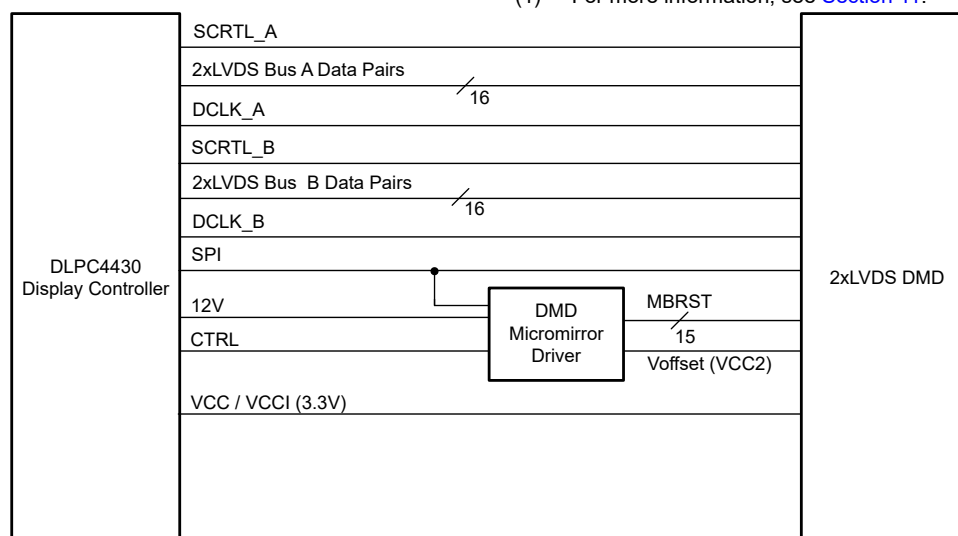 (1) For more information, see Section 11.
SCRTL_A
2xLVDS Bus A Data Pairs
16
DCLK_A
SCRTL_B
2xLVDS Bus B Data Pairs
16
DCLK_B
SPI
DLPC4430
Display Controller
2xLVDS DMD
12V
DMD
Micromirror
Driver
MBRST
15
CTRL
Voffset (VCC2)
VCC / VCCI (3.3V)